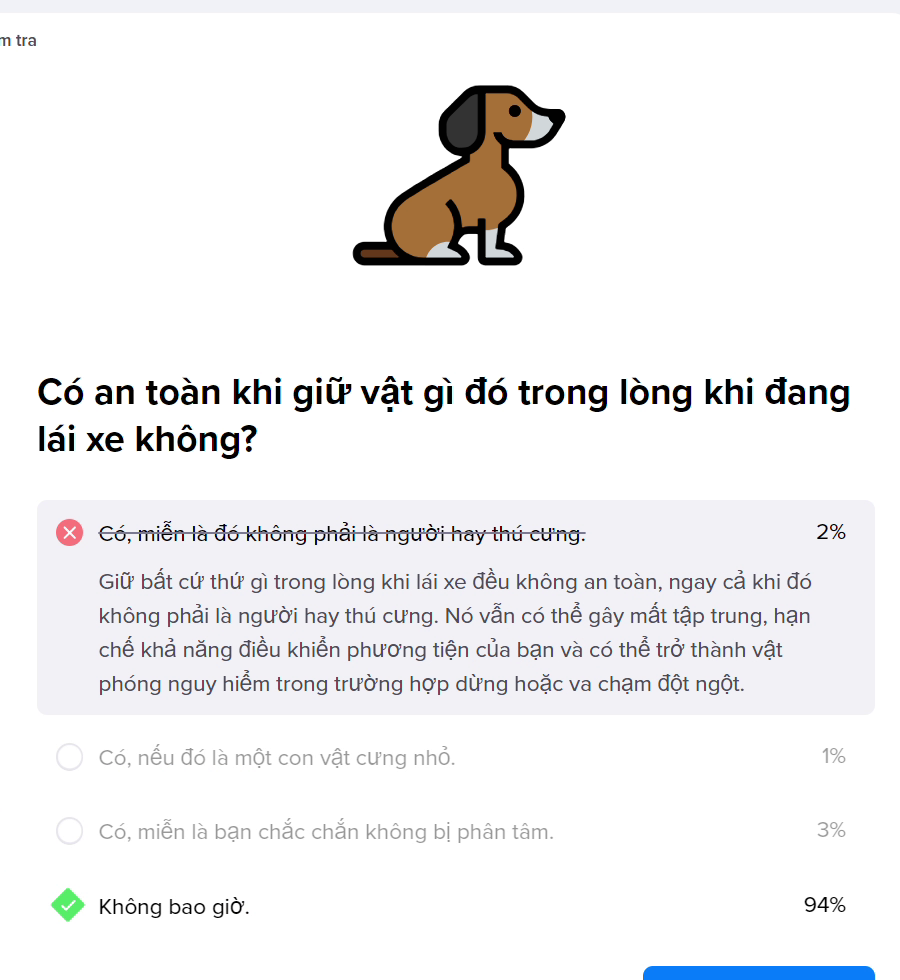 m tra
Có an toàn khi giữ vật gì đó trong lòng khi đang
lái xe không?
Có, miễn là đó không phải là người hay thú cưng. 2%
Giữ bất cứ thứ gì trong lòng khi lái xe đều không an toàn, ngay cả khi đó
không phải là người hay thú cưng. Nó vẫn có thể gây mất tập trung, hạn
chế khả năng điều khiển phương tiện của bạn và có thể trở thành vật
phóng nguy hiểm trong trường hợp dừng hoặc va chạm đột ngột.
Có, nếu đó là một con vật cưng nhỏ. 1%
Có, miễn là bạn chắc chắn không bị phân tâm. 3%
Không bao giờ. 94%